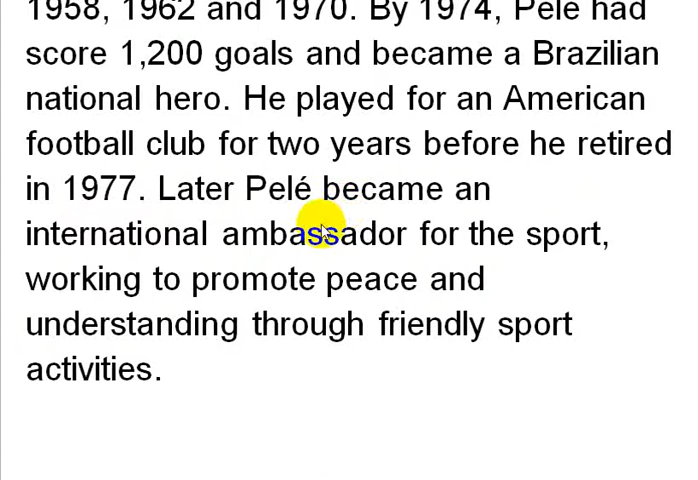 1958, 1962 and 1970. By 1974, Pelé had
score 1,200 goals and became a Brazilian
national hero. He played for an American
football club for two years before he retired
in 1977. Later Pelé became an
international ambassador for the sport,
working to promote peace and
understanding through friendly sport
activities.